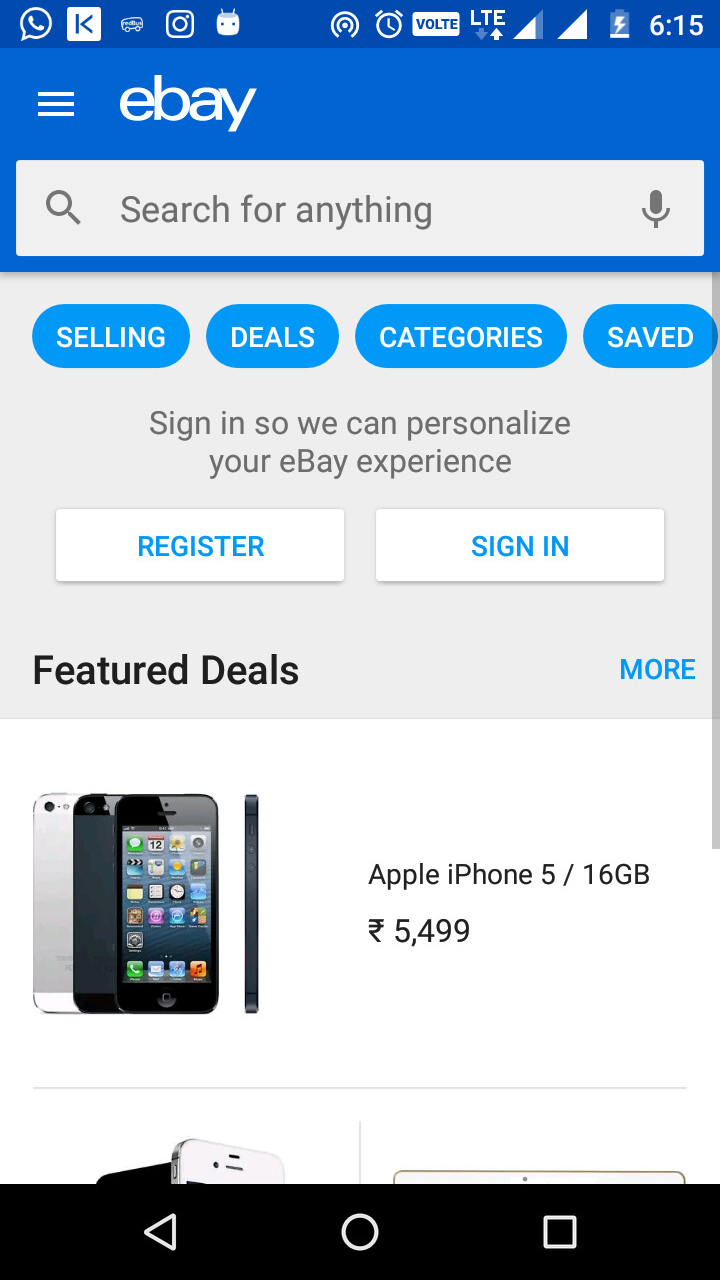 VOLTE LTE 6:15
ebay
Search for anything
SELLING DEALS CATEGORIES SAVED
Sign in so we can personalize
your eBay experience
REGISTER SIGN IN
Featured Deals MORE
Apple iPhone 5 / 16GB
₹ 5,499